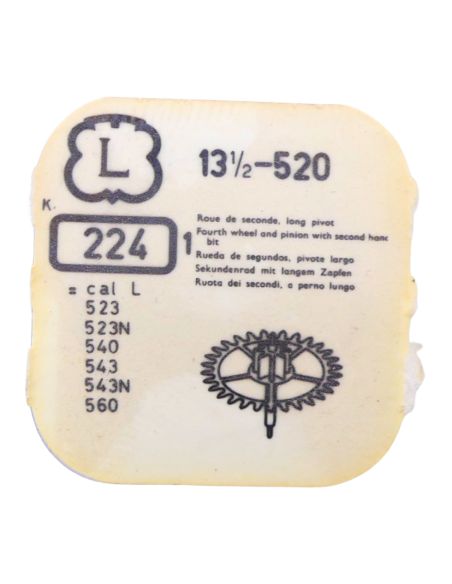 L
13½-520
K.
224
1
Roue de seconde, long pivot
Fourth wheel and pinion with second hand
bit
Rueda de segundos, pivote largo
Sekundenrad mit langem Zapfen
Ruota dei secondi, a perno lungo
= cal L
523
523N
540
543
543N
560